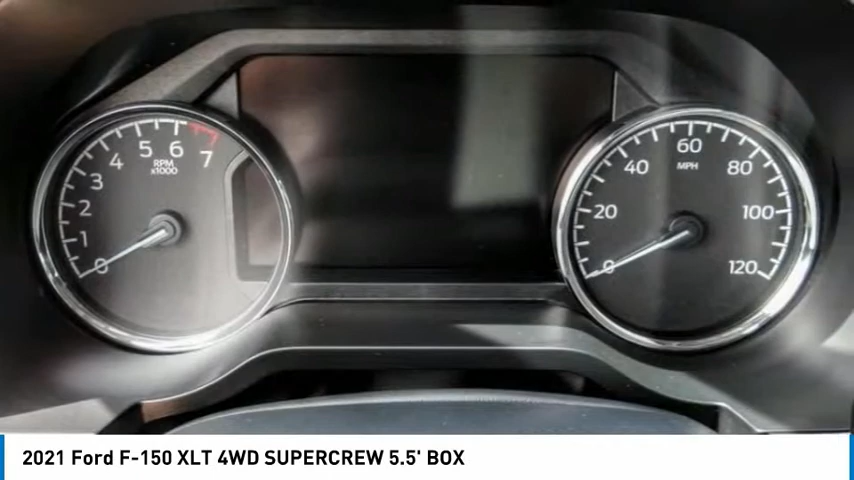 0 1 2 3 4 5 6 7
RPM
x1000
0 20 40 60 80 100 120
MPH
2021 Ford F-150 XLT 4WD SUPERCREW 5.5' BOX